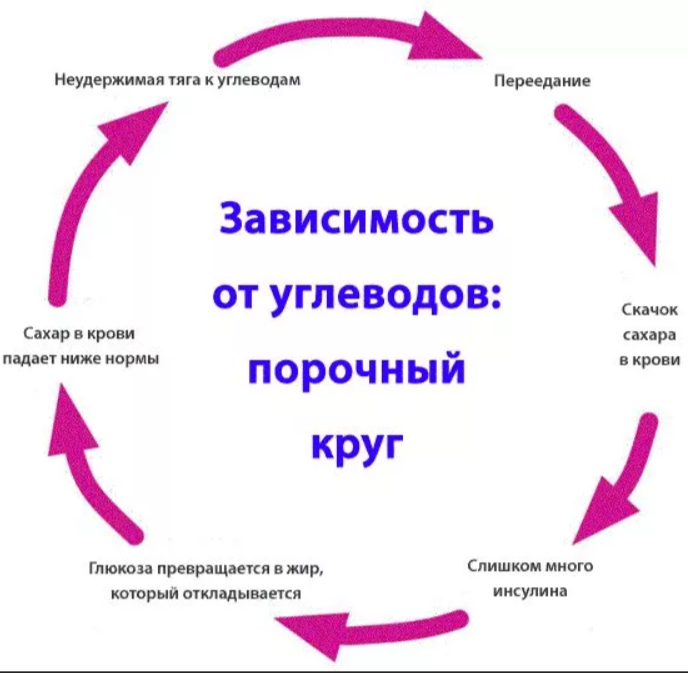 Неудержимая тяга к углеводам
Переедание
Зависимость
от углеводов:
порочный
круг
Скачок
сахара
в крови
Сахар в крови
падает ниже нормы
Слишком много
инсулина
Глюкоза превращается в жир,
который откладывается